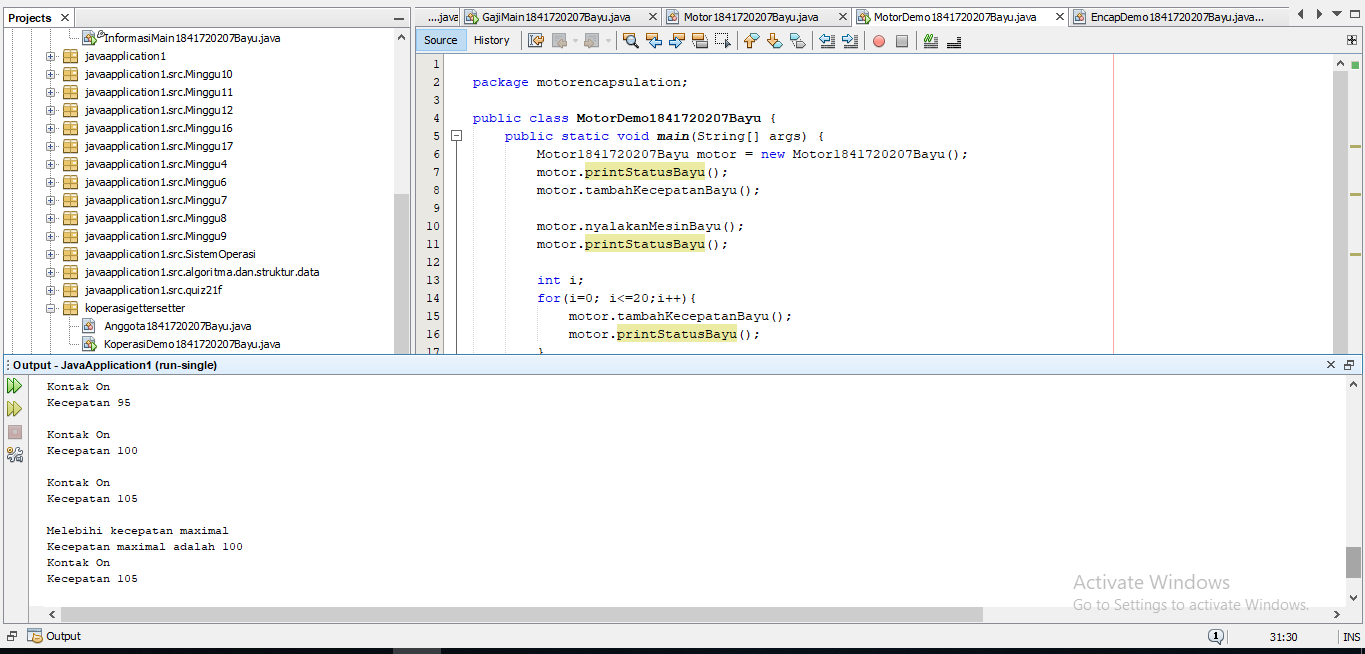 Projects
InformasiMain1841720207Bayu.java
javaapplication1
javaapplication1.src.Minggu10
javaapplication1.src.Minggu11
javaapplication1.src.Minggu12
javaapplication1.src.Minggu16
javaapplication1.src.Minggu17
javaapplication1.src.Minggu4
javaapplication1.src.Minggu6
javaapplication1.src.Minggu7
javaapplication1.src.Minggu8
javaapplication1.src.Minggu9
javaapplication1.src.SistemOperasi
javaapplication1.src.algoritma.dan.struktur.data
javaapplication1.src.quiz21f
koperasigettersetter
Anggota1841720207Bayu.java
KoperasiDemo1841720207Bayu.java
....java GajiMain1841720207Bayu.java Motor1841720207Bayu.java MotorDemo1841720207Bayu.java EncapDemo1841720207Bayu.java...
Source History
1
2 package motorencapsulation;
3
4 public class MotorDemo1841720207Bayu {
5 public static void main(String[] args) {
6 Motor1841720207Bayu motor = new Motor1841720207Bayu();
7 motor.printStatusBayu();
8 motor.tambahKecepatanBayu();
9
10 motor.nyalakanMesinBayu();
11 motor.printStatusBayu();
12
13 int i;
14 for(i=0; i<=20;i++){
15 motor.tambahKecepatanBayu();
16 motor.printStatusBayu();
17 }
Output - JavaApplication1 (run-single)
Kontak On
Kecepatan 95
Kontak On
Kecepatan 100
Kontak On
Kecepatan 105
Melebihi kecepatan maximal
Kecepatan maximal adalah 100
Kontak On
Kecepatan 105
Activate Windows
Go to Settings to activate Windows.
Output
1
31:30
INS